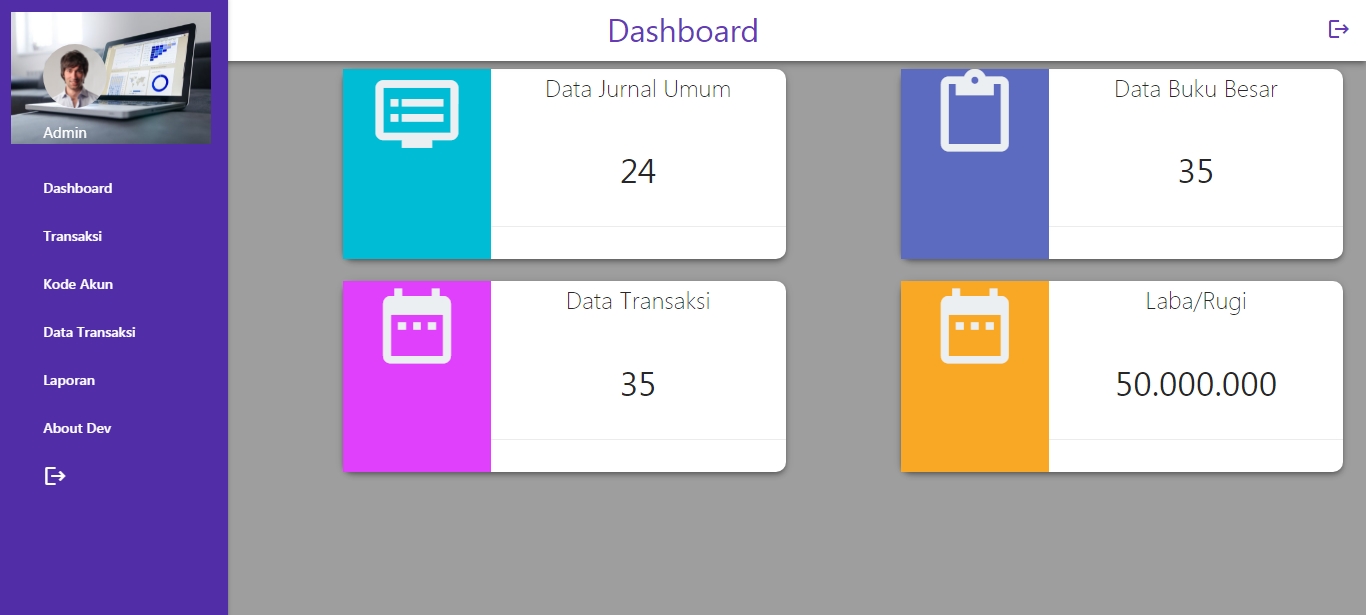 Dashboard
Admin
Dashboard
Transaksi
Kode Akun
Data Transaksi
Laporan
About Dev
Data Jurnal Umum
24
Data Buku Besar
35
Data Transaksi
35
Laba/Rugi
50.000.000